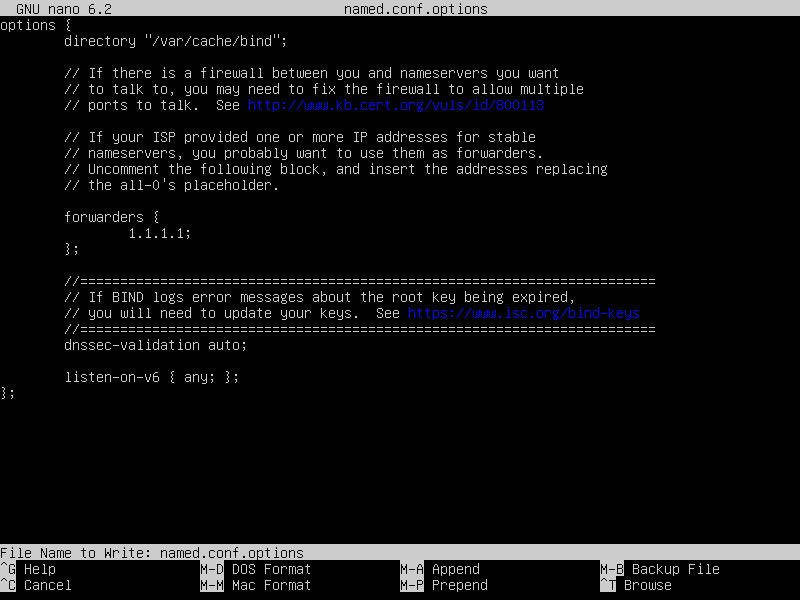 GNU nano 6.2 named.conf.options
options {
directory "/var/cache/bind";
// If there is a firewall between you and nameservers you want
// to talk to, you may need to fix the firewall to allow multiple
// ports to talk.  See http://www.kb.cert.org/vuls/id/800113
// If your ISP provided one or more IP addresses for stable
// nameservers, you probably want to use them as forwarders.
// Uncomment the following block, and insert the addresses replacing
// the all-0's placeholder.
forwarders {
1.1.1.1;
};
//========================================================================
// If BIND logs error messages about the root key being expired,
// you will need to update your keys.  See https://www.isc.org/bind-keys
//========================================================================
dnssec-validation auto;
listen-on-v6 { any; };
};
File Name to Write: named.conf.options
^G Help M-D DOS Format M-A Append M-B Backup File
^C Cancel M-M Mac Format M-P Prepend ^T Browse